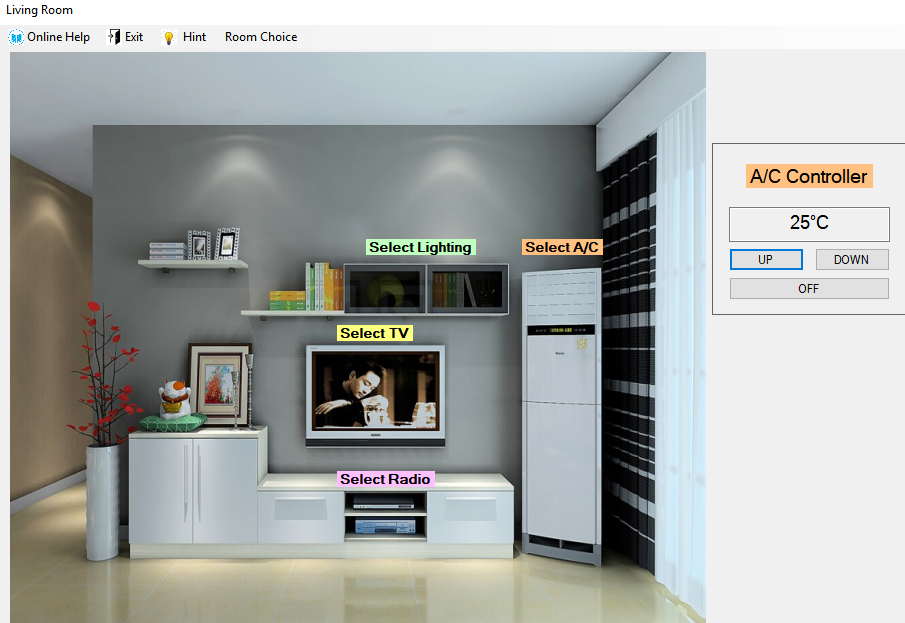 Living Room
Online Help Exit Hint Room Choice
A/C Controller
25°C
UP DOWN
OFF
Select Lighting
Select A/C
Select TV
Select Radio